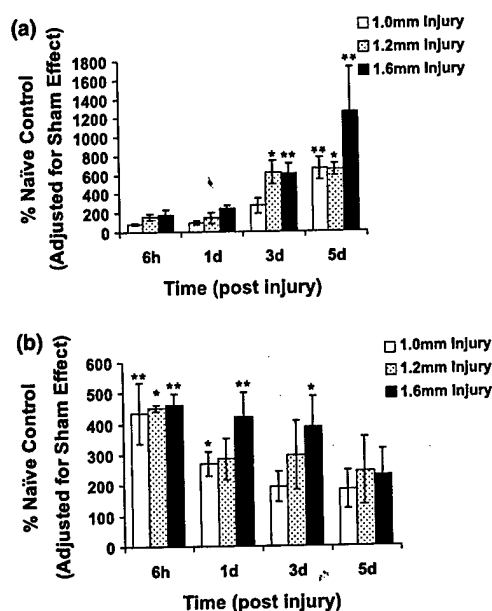 (a)
1.0mm Injury
1.2mm Injury
1.6mm Injury
% Naïve Control
(Adjusted for Sham Effect)
1800
1600
1400
1200
1000
800
600
400
200
0
* ** ** * **
6h 1d 3d 5d
Time (post injury)
(b)
1.0mm Injury
1.2mm Injury
1.6mm Injury
% Naïve Control
(Adjusted for Sham Effect)
600
500
400
300
200
100
0
** * ** * ** *
6h 1d 3d 5d
Time (post injury)